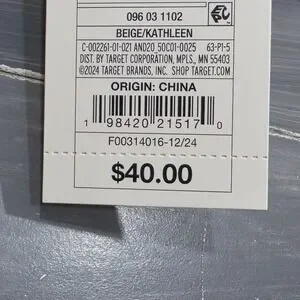 096 03 1102
BEIGE/KATHLEEN
C-002261-01-021 AND20 50C01-0025 63-P1-5
DIST. BY TARGET CORPORATION, MPLS., MN 55403
©2024 TARGET BRANDS, INC. SHOP TARGET.COM
ORIGIN: CHINA
1 98420 21517 0
F00314016-12/24
$40.00